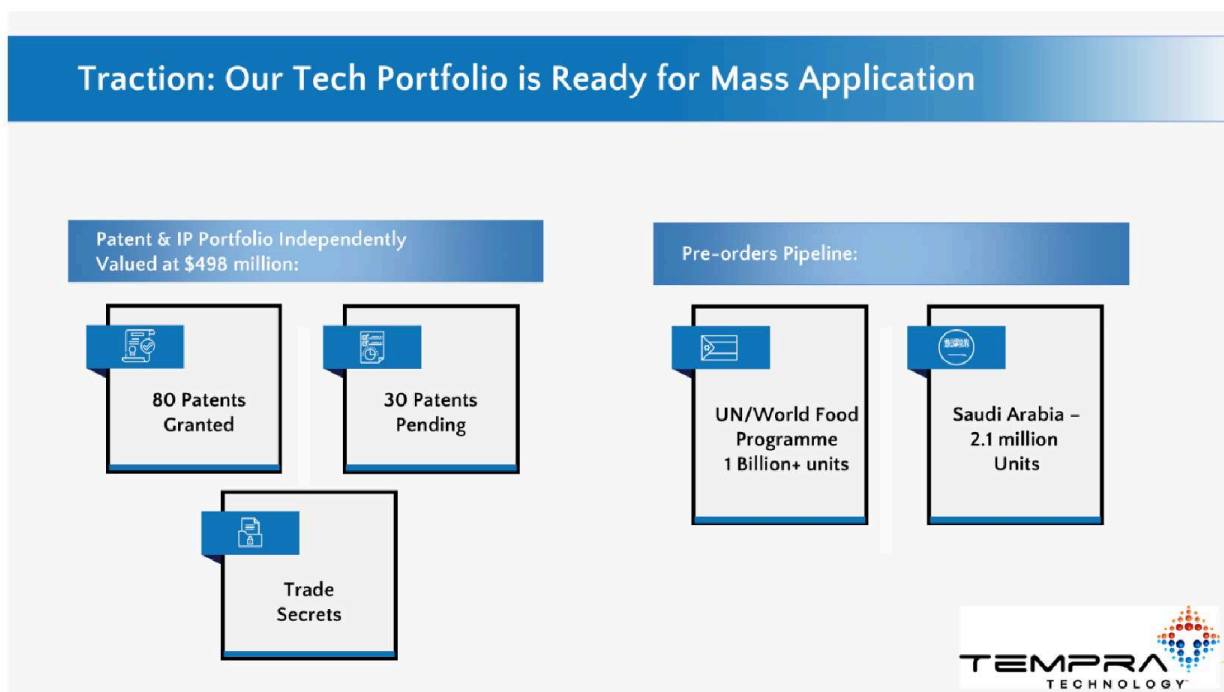 Traction: Our Tech Portfolio is Ready for Mass Application
Patent & IP Portfolio Independently
Valued at $498 million:
80 Patents
Granted
30 Patents
Pending
Trade
Secrets
Pre-orders Pipeline:
UN/World Food
Programme
1 Billion+ units
Saudi Arabia –
2.1 million
Units
TEMPRA
TECHNOLOGY